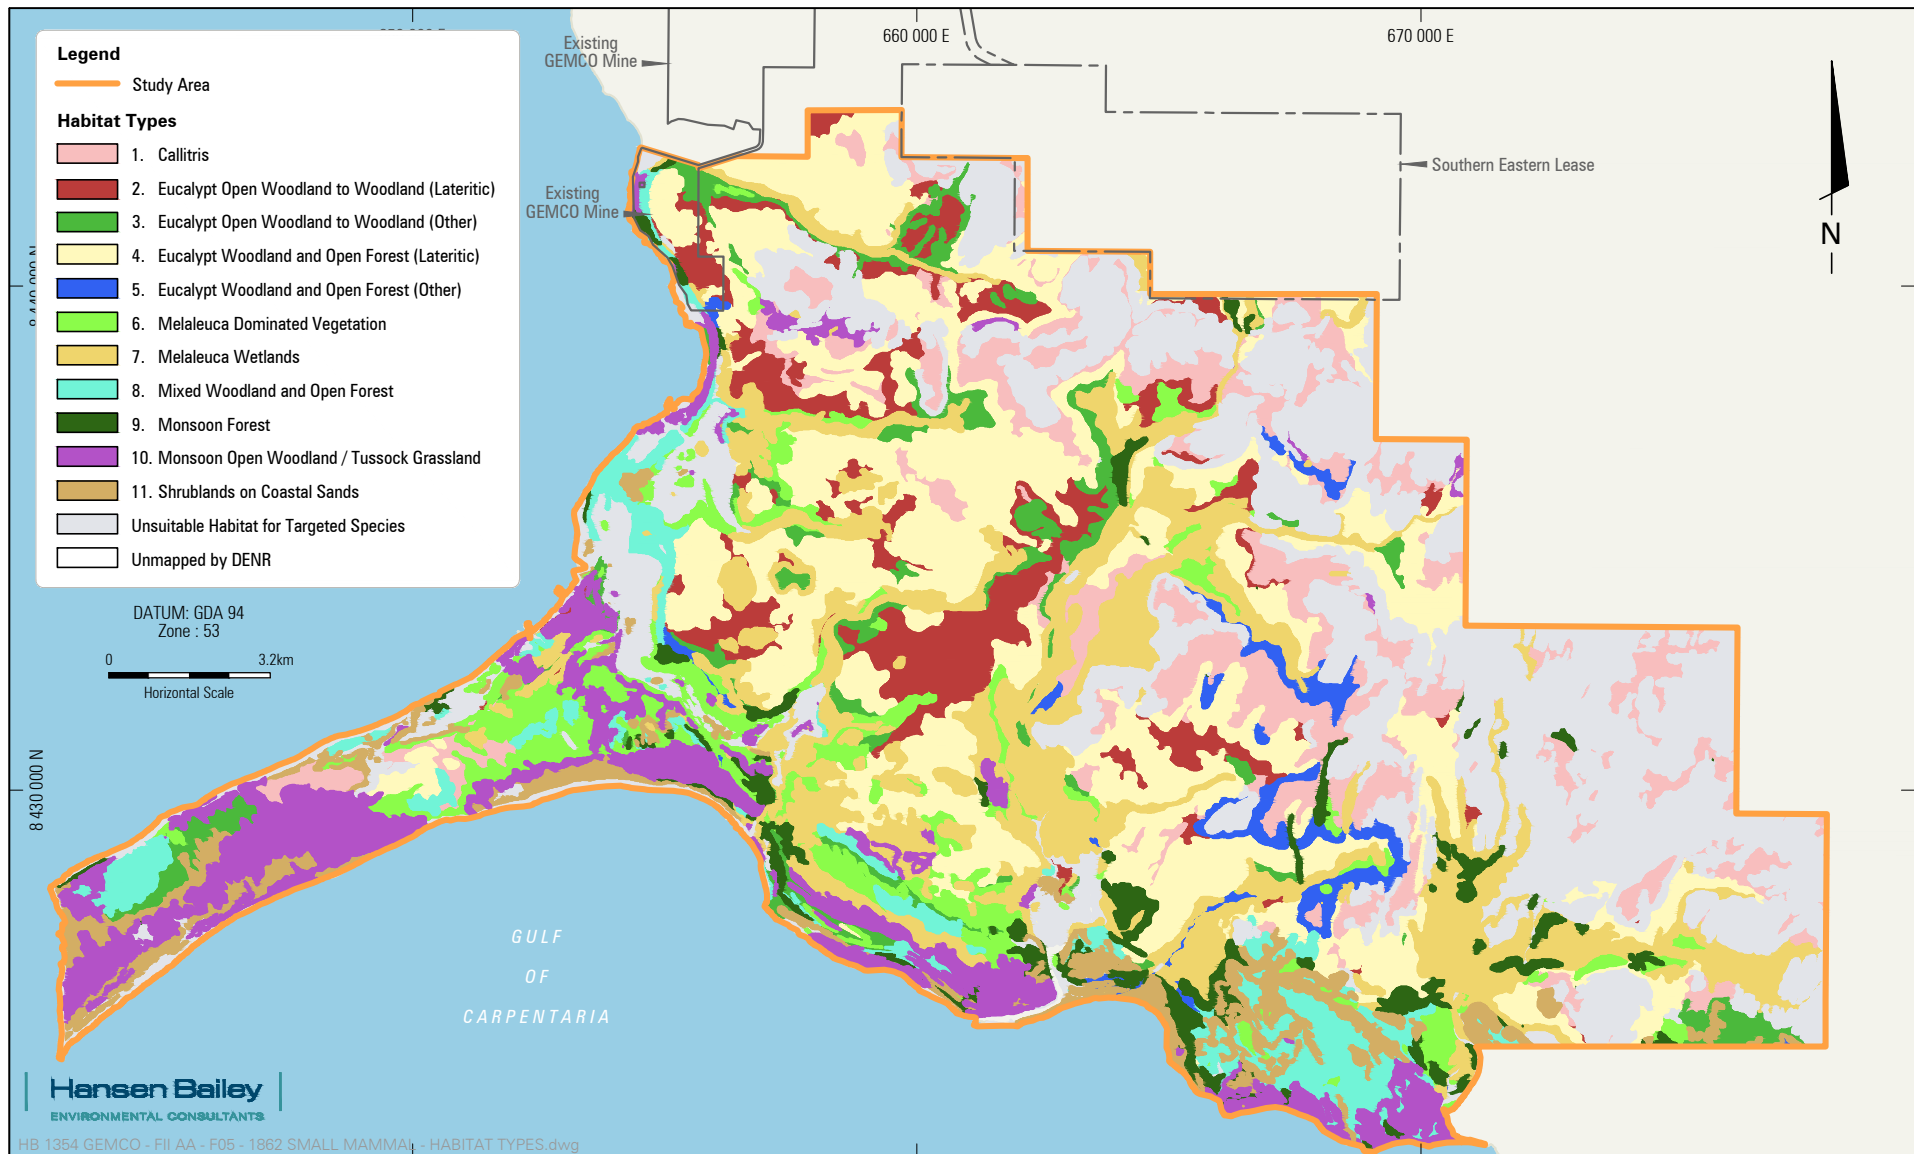 660 000 E
670 000 E
Existing
GEMCO Mine
Legend
Study Area
Habitat Types
1. Callitris
2. Eucalypt Open Woodland to Woodland (Lateritic)
3. Eucalypt Open Woodland to Woodland (Other)
4. Eucalypt Woodland and Open Forest (Lateritic)
5. Eucalypt Woodland and Open Forest (Other)
6. Melaleuca Dominated Vegetation
7. Melaleuca Wetlands
8. Mixed Woodland and Open Forest
9. Monsoon Forest
10. Monsoon Open Woodland / Tussock Grassland
11. Shrublands on Coastal Sands
Unsuitable Habitat for Targeted Species
Unmapped by DENR
Southern Eastern Lease
Existing
GEMCO Mine
N
DATUM: GDA 94
Zone : 53
0 3.2km
Horizontal Scale
8 430 000 N
GULF
OF
CARPENTARIA
Hansen Bailey
ENVIRONMENTAL CONSULTANTS
HB 1354 GEMCO - FII AA - F05 - 1862 SMALL MAMMAL - HABITAT TYPES.dwg